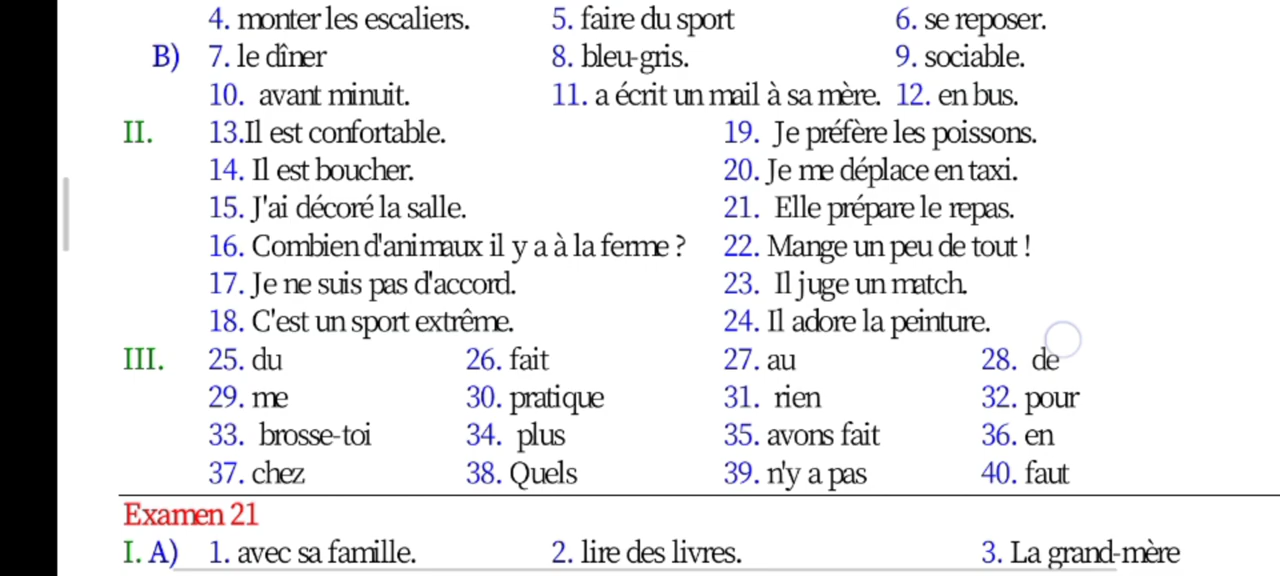 4. monter les escaliers. 5. faire du sport 6. se reposer.
B) 7. le dîner 8. bleu-gris. 9. sociable.
10. avant minuit. 11. a écrit un mail à sa mère. 12. en bus.
II. 13.Il est confortable. 19. Je préfère les poissons.
14. Il est boucher. 20. Je me déplace en taxi.
15. J'ai décoré la salle. 21. Elle prépare le repas.
16. Combien d'animaux il y a à la ferme ? 22. Mange un peu de tout !
17. Je ne suis pas d'accord. 23. Il juge un match.
18. C'est un sport extrême. 24. Il adore la peinture.
III. 25. du 26. fait 27. au 28. de
29. me 30. pratique 31. rien 32. pour
33. brosse-toi 34. plus 35. avons fait 36. en
37. chez 38. Quels 39. n'y a pas 40. faut
Examen 21
I. A) 1. avec sa famille. 2. lire des livres. 3. La grand-mère